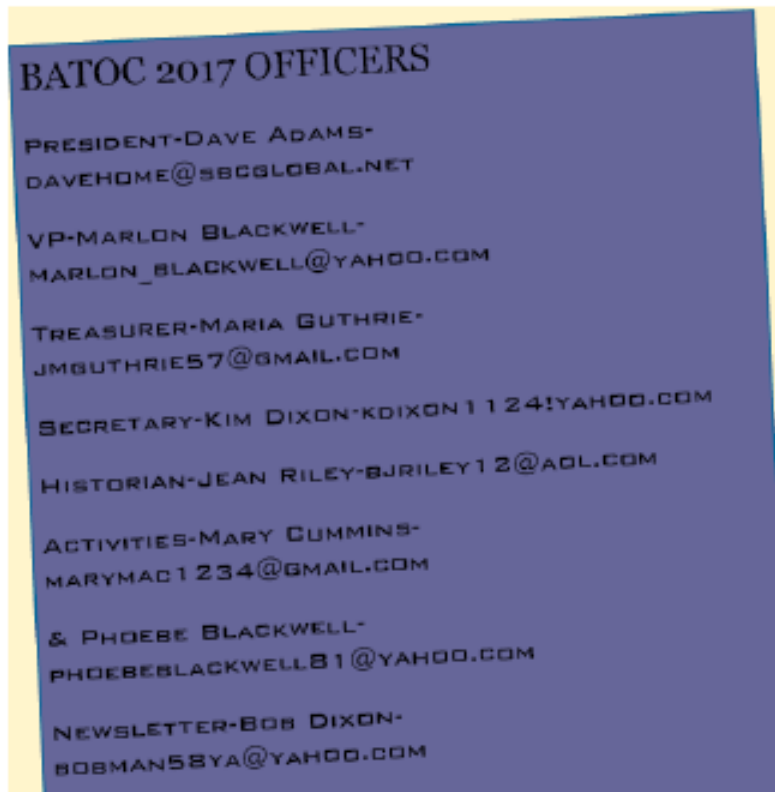 BATOC 2017 OFFICERS
President-Dave Adams-
davehome@sbcglobal.net
VP-Marlon Blackwell-
marlon_blackwell@yahoo.com
Treasurer-Maria Guthrie-
jmguthrie57@gmail.com
Secretary-Kim Dixon-kdixon1124!yahoo.com
Historian-Jean Riley-bjriley12@aol.com
Activities-Mary Cummins-
marymac1234@gmail.com
& Phoebe Blackwell-
phoebeblackwell81@yahoo.com
Newsletter-Bob Dixon-
bobman58ya@yahoo.com